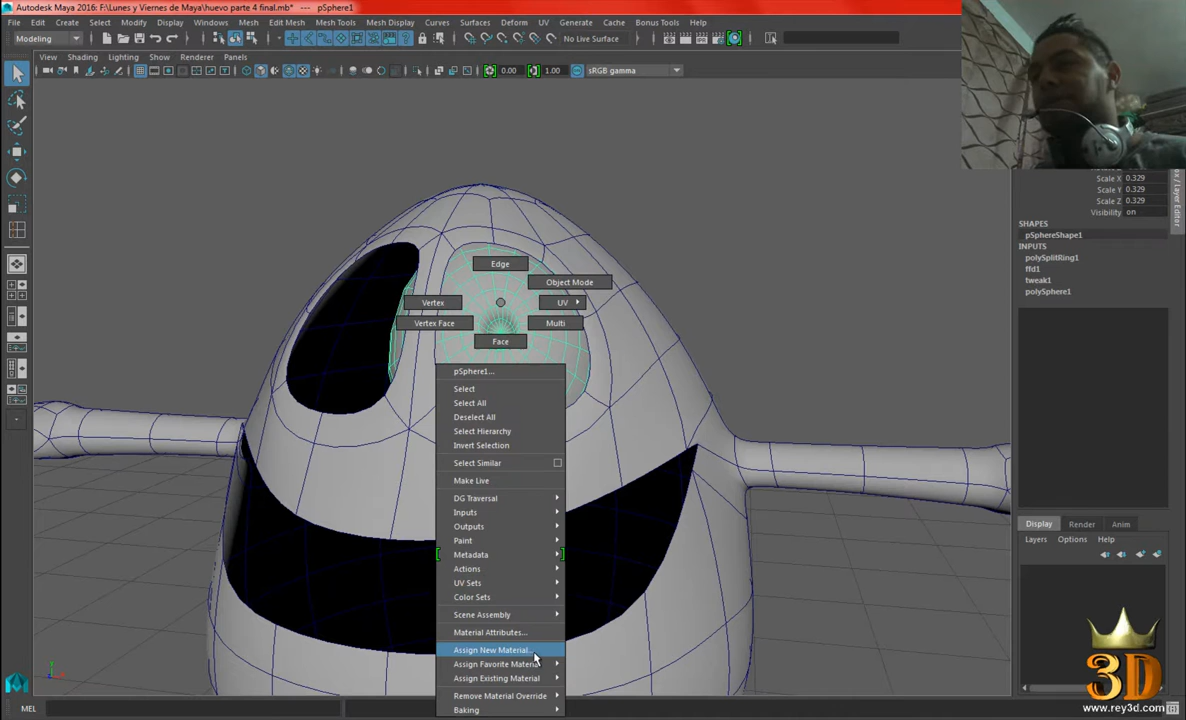 Autodesk Maya 2016: F:\Lunes y Viernes de Maya\huevo parte 4 final.mb* --- pSphere1
File Edit Create Select Modify Display Windows Mesh Edit Mesh Mesh Tools Mesh Display Curves Surfaces Deform UV Generate Cache Bonus Tools Help
Modeling No Live Surface
View Shading Lighting Show Renderer Panels
0.00 1.00 sRGB gamma
Scale X 0.329
Scale Y 0.329
Scale Z 0.329
Visibility on
SHAPES
pSphereShape1
INPUTS
polySplitRing1
ffd1
tweak1
polySphere1
Edge
Object Mode
Vertex UV
Vertex Face Multi
Face
pSphere1...
Select
Select All
Deselect All
Select Hierarchy
Invert Selection
Select Similar
Make Live
DG Traversal
Inputs
Outputs
Paint
Metadata
Actions
UV Sets
Color Sets
Scene Assembly
Material Attributes...
Assign New Material...
Assign Favorite Material
Assign Existing Material
Remove Material Override
Baking
Display Render Anim
Layers Options Help
3D
www.rey3d.com
MEL